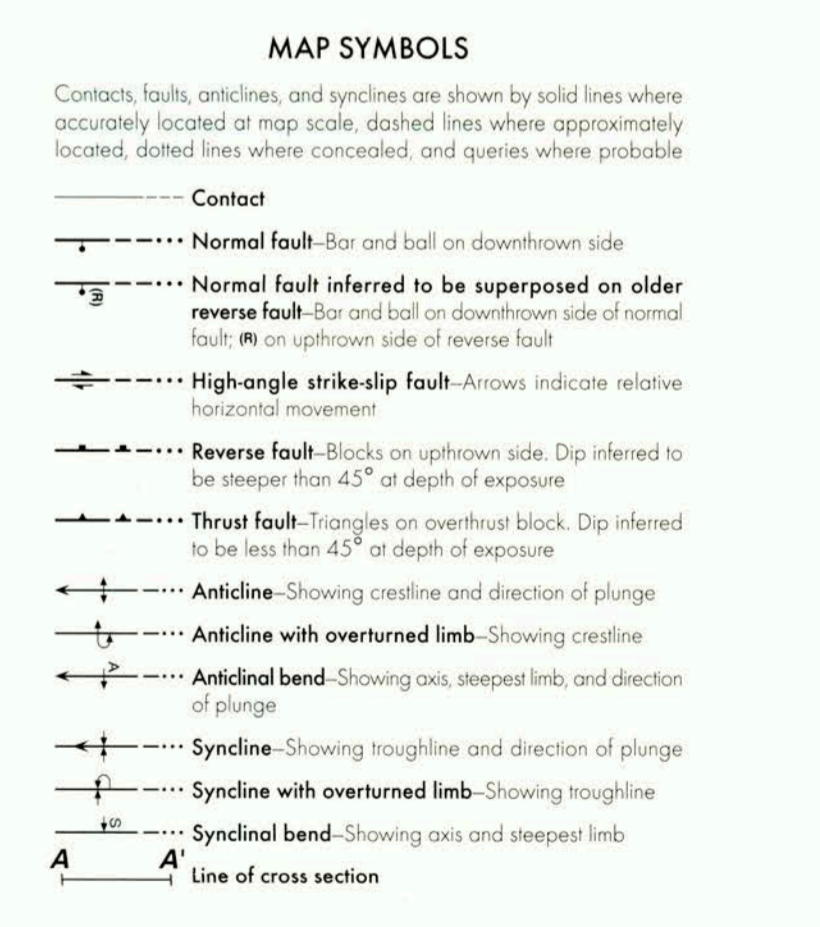 MAP SYMBOLS
Contacts, faults, anticlines, and synclines are shown by solid lines where
accurately located at map scale, dashed lines where approximately
located, dotted lines where concealed, and queries where probable
Contact
Normal fault–Bar and ball on downthrown side
(R)
Normal fault inferred to be superposed on older
reverse fault–Bar and ball on downthrown side of normal
fault; (R) on upthrown side of reverse fault
High-angle strike-slip fault–Arrows indicate relative
horizontal movement
Reverse fault–Blocks on upthrown side. Dip inferred to
be steeper than 45° at depth of exposure
Thrust fault–Triangles on overthrust block. Dip inferred
to be less than 45° at depth of exposure
Anticline–Showing crestline and direction of plunge
Anticline with overturned limb–Showing crestline
A
Anticlinal bend–Showing axis, steepest limb, and direction
of plunge
Syncline–Showing troughline and direction of plunge
Syncline with overturned limb–Showing troughline
S
Synclinal bend–Showing axis and steepest limb
A A'
Line of cross section